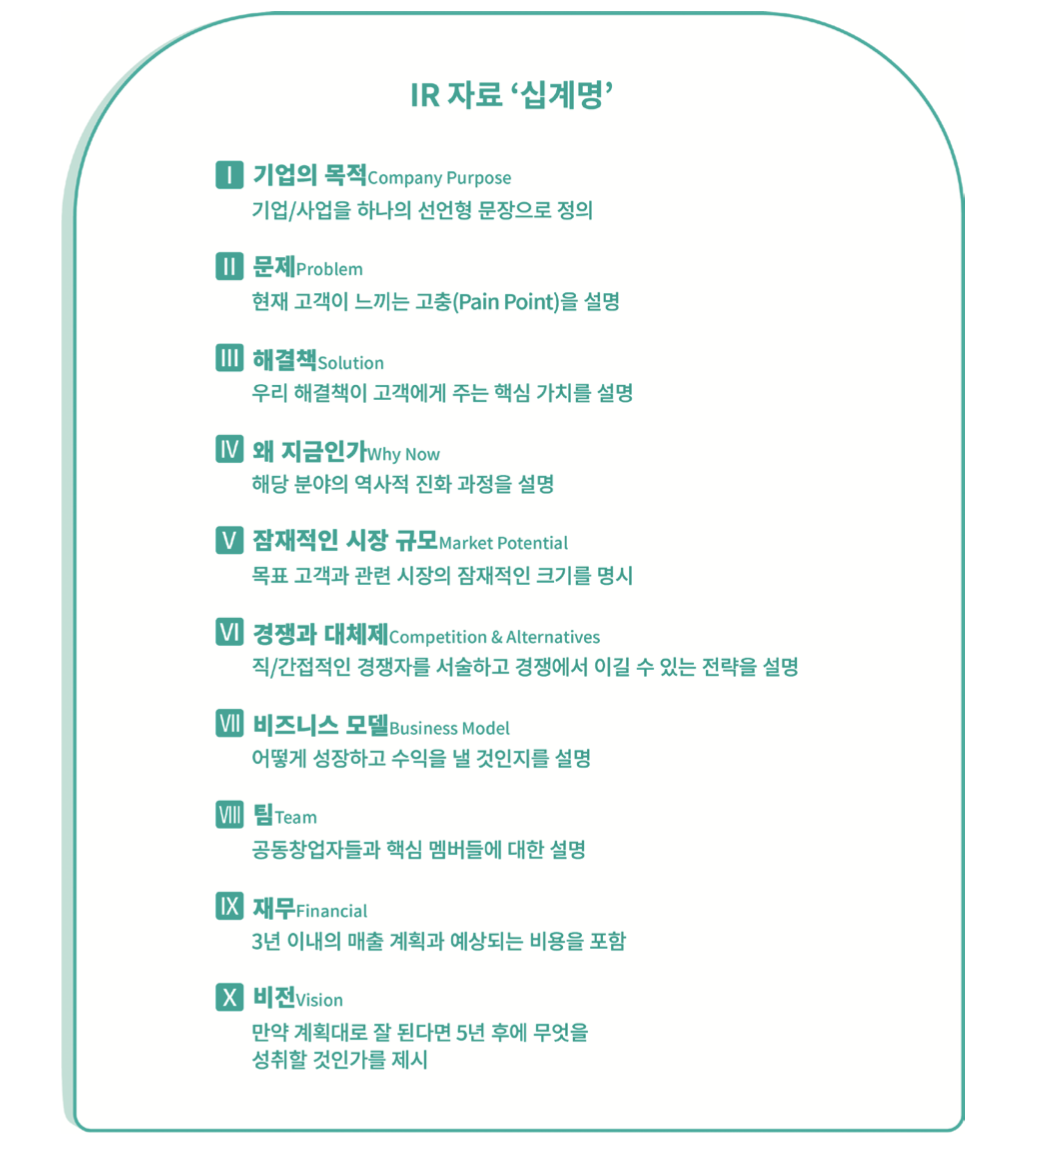 IR 자료 ‘십계명’
Ⅰ 기업의 목적Company Purpose
기업/사업을 하나의 선언형 문장으로 정의
Ⅱ 문제Problem
현재 고객이 느끼는 고충(Pain Point)을 설명
Ⅲ 해결책Solution
우리 해결책이 고객에게 주는 핵심 가치를 설명
Ⅳ 왜 지금인가Why Now
해당 분야의 역사적 진화 과정을 설명
Ⅴ 잠재적인 시장 규모Market Potential
목표 고객과 관련 시장의 잠재적인 크기를 명시
Ⅵ 경쟁과 대체제Competition & Alternatives
직/간접적인 경쟁자를 서술하고 경쟁에서 이길 수 있는 전략을 설명
Ⅶ 비즈니스 모델Business Model
어떻게 성장하고 수익을 낼 것인지를 설명
Ⅷ 팀Team
공동창업자들과 핵심 멤버들에 대한 설명
Ⅸ 재무Financial
3년 이내의 매출 계획과 예상되는 비용을 포함
Ⅹ 비전Vision
만약 계획대로 잘 된다면 5년 후에 무엇을
성취할 것인가를 제시